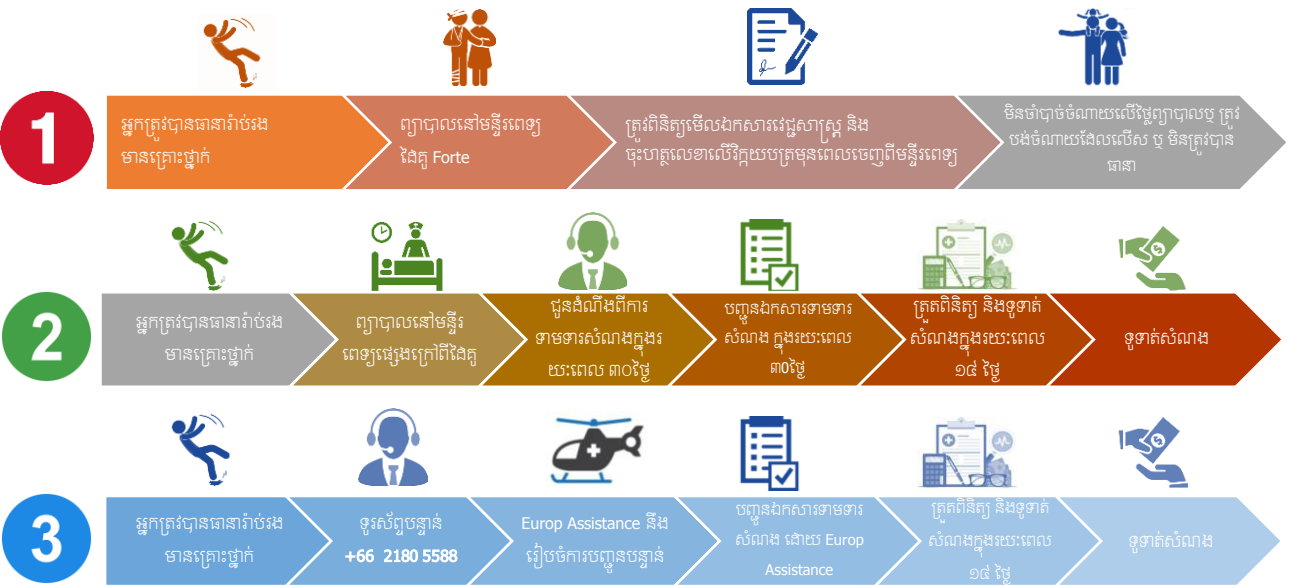 1
អ្នកត្រូវបានធានារ៉ាប់រង
មានគ្រោះថ្នាក់
ព្យាបាលនៅមន្ទីរពេទ្យ
ដៃគូ Forte
ត្រូវពិនិត្យមើលឯកសារវេជ្ជសាស្ត្រ និង
ចុះហត្ថលេខាលើវិក្កយបត្រមុនពេលចេញពីមន្ទីរពេទ្យ
មិនចាំបាច់ចំណាយលើថ្លៃព្យាបាលឬ ត្រូវ
បង់ចំណាយដែលលើស ឬ មិនត្រូវបាន
ធានា
2
អ្នកត្រូវបានធានារ៉ាប់រង
មានគ្រោះថ្នាក់
ព្យាបាលនៅមន្ទីរ
ពេទ្យផ្សេងក្រៅពីដៃគូ
ជូនដំណឹងពីការ
ទាមទារសំណងក្នុងរ
យៈពេល ៣០ថ្ងៃ
បញ្ជូនឯកសារទាមទារ
សំណង ក្នុងរយៈពេល
៣0ថ្ងៃ
ត្រួតពិនិត្យ និងទូទាត់
សំណងក្នុងរយៈពេល
១៤ ថ្ងៃ
ទូទាត់សំណង
3
អ្នកត្រូវបានធានារ៉ាប់រង
មានគ្រោះថ្នាក់
ទូរស័ព្ទបន្ទាន់
+66 2180 5588
Europ Assistance នឹង
រៀបចំការបញ្ជូនបន្ទាន់
បញ្ជូនឯកសារទាមទារ
សំណង ដោយ Europ
Assistance
ត្រួតពិនិត្យ និងទូទាត់
សំណងក្នុងរយៈពេល
១៤ ថ្ងៃ
ទូទាត់សំណង